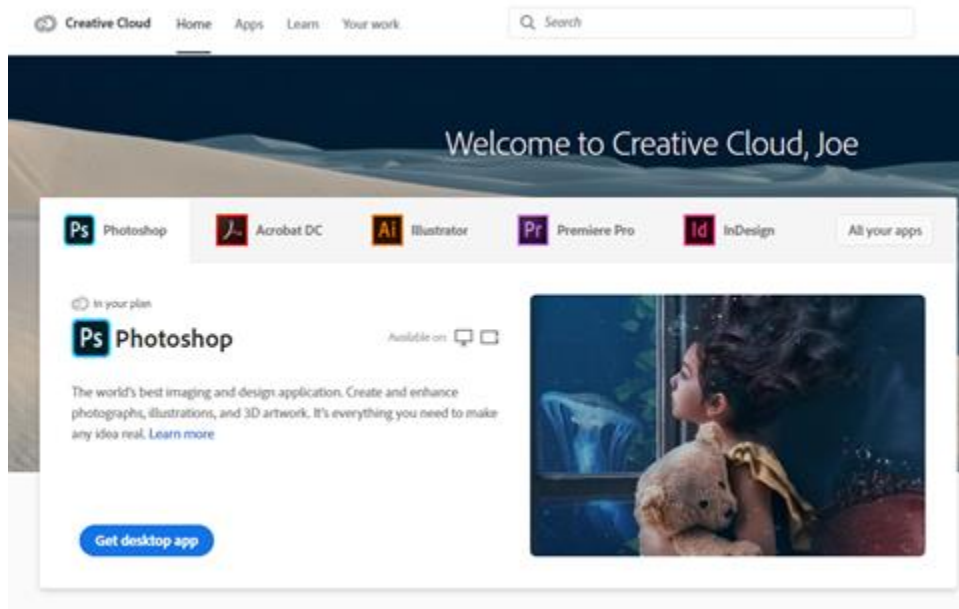 Creative Cloud Home Apps Learn Your work Search
Welcome to Creative Cloud, Joe
Ps Photoshop Acrobat DC Ai Illustrator Pr Premiere Pro Id InDesign All your apps
In your plan
Ps Photoshop Available on
The world's best imaging and design application. Create and enhance
photographs, illustrations, and 3D artwork. It's everything you need to make
any idea real. Learn more
Get desktop app